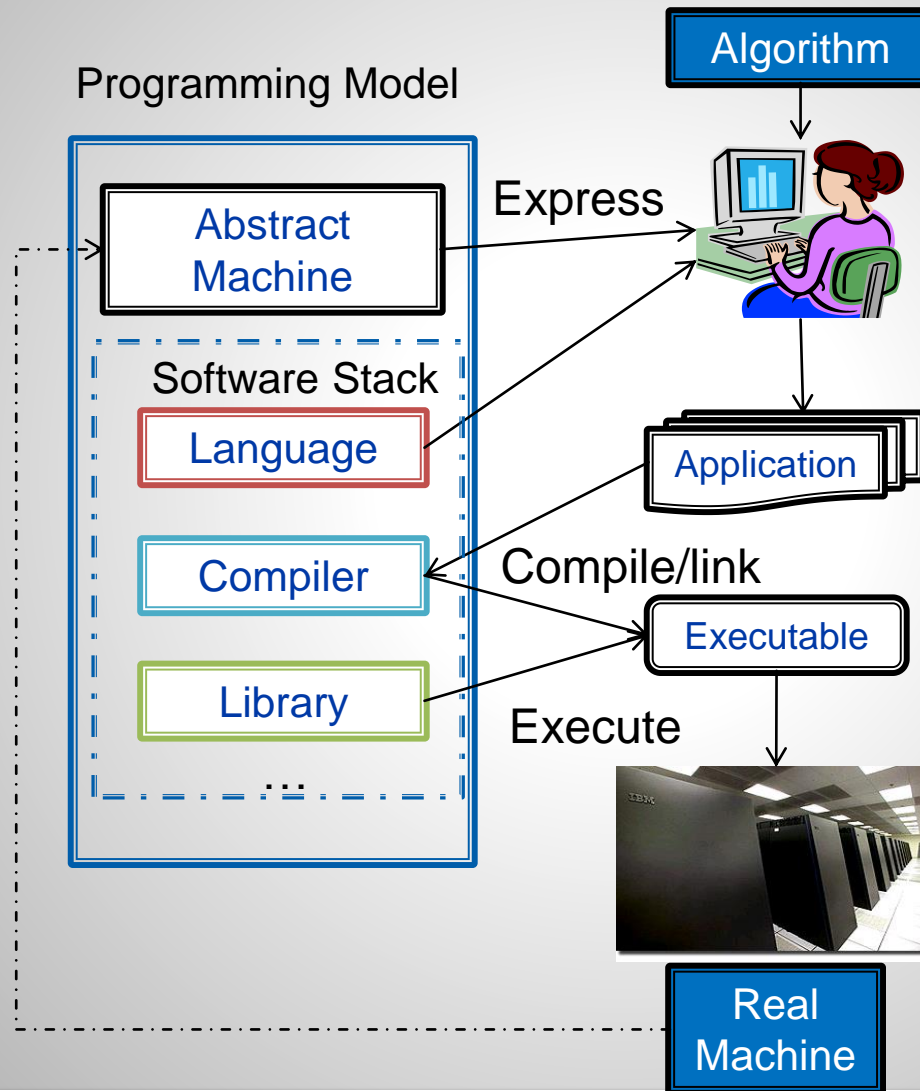 Algorithm
Programming Model
Express
Abstract
Machine
Software Stack
Language
Application
Compiler
Compile/link
Executable
Library
Execute
...
IBM
Real
Machine